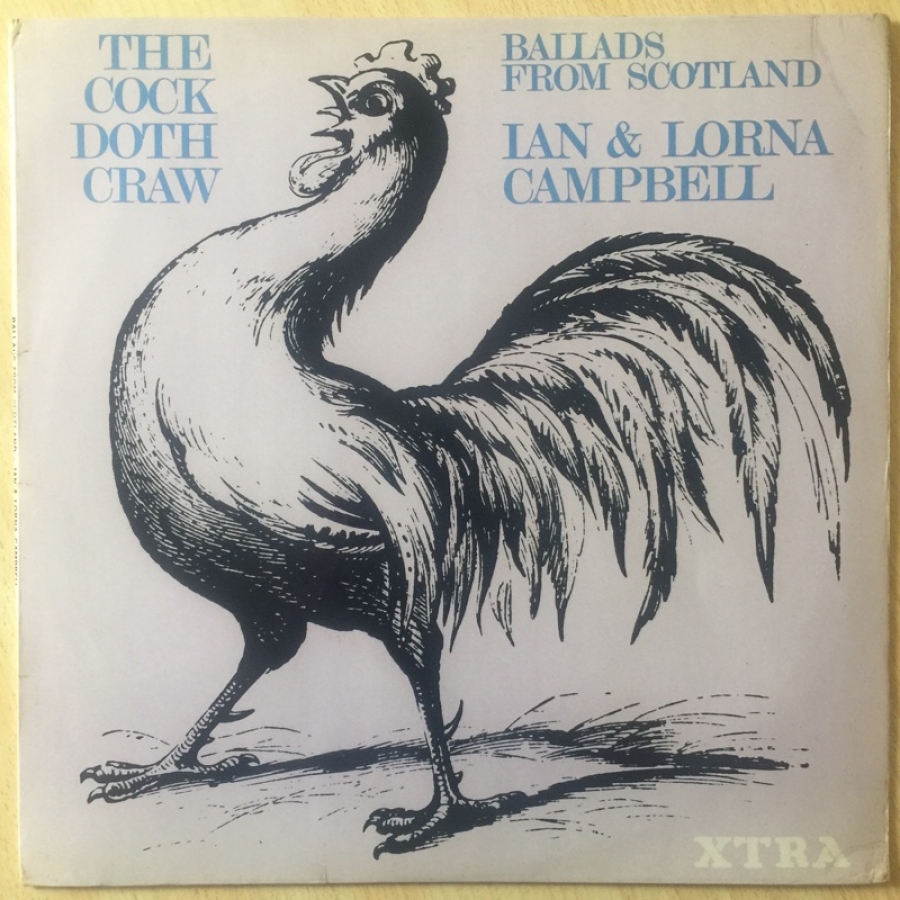 THE
COCK
DOTH
CRAW
BALLADS
FROM SCOTLAND
IAN & LORNA
CAMPBELL
XTRA